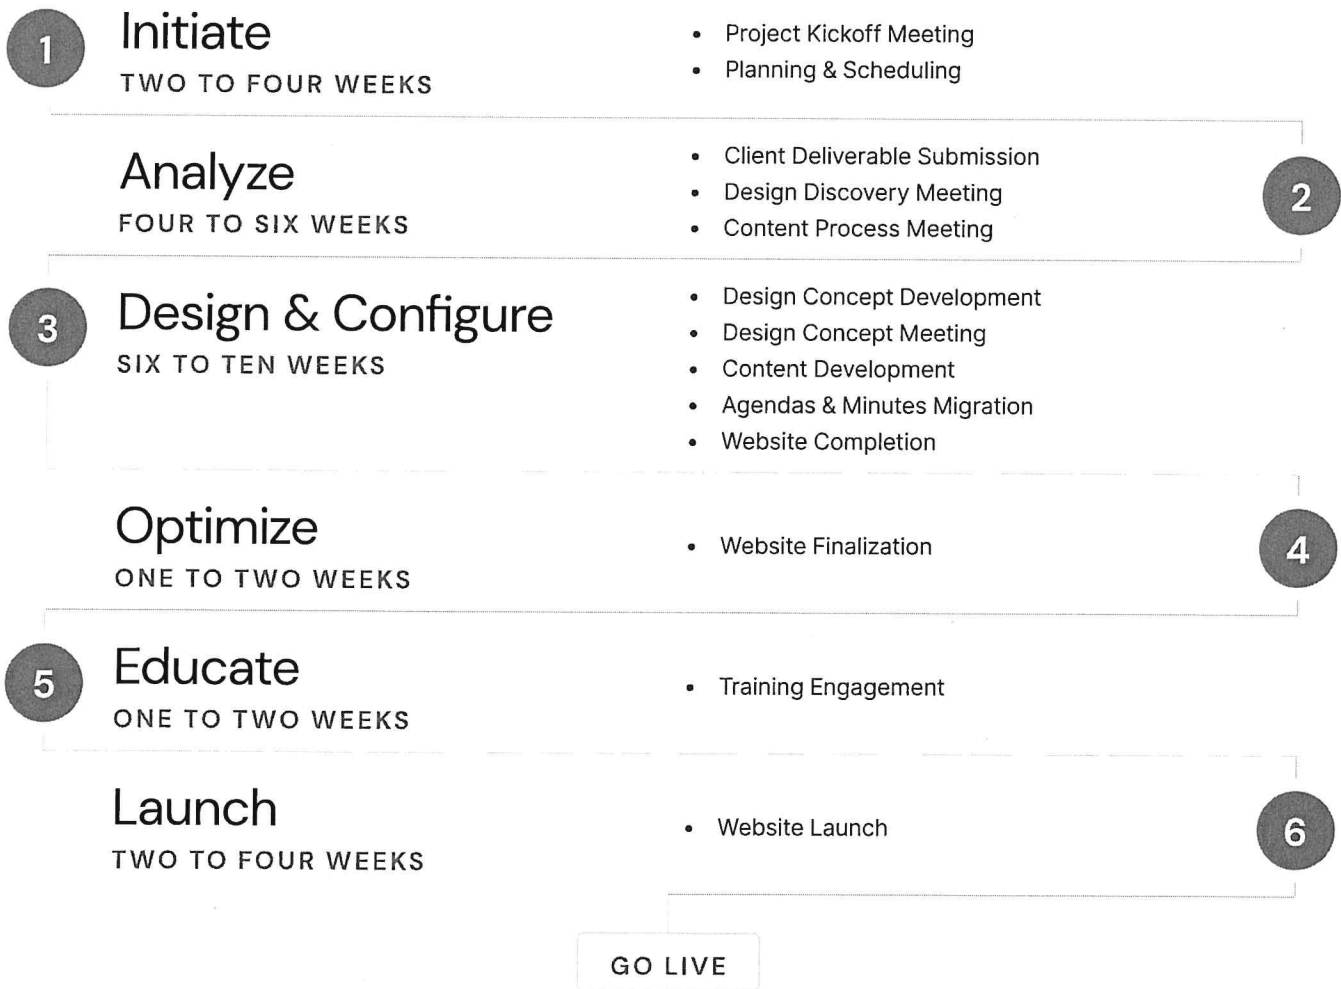 1
Initiate
TWO TO FOUR WEEKS
• Project Kickoff Meeting
• Planning & Scheduling
Analyze
FOUR TO SIX WEEKS
• Client Deliverable Submission
• Design Discovery Meeting
• Content Process Meeting
2
3
Design & Configure
SIX TO TEN WEEKS
• Design Concept Development
• Design Concept Meeting
• Content Development
• Agendas & Minutes Migration
• Website Completion
Optimize
ONE TO TWO WEEKS
• Website Finalization
4
5
Educate
ONE TO TWO WEEKS
• Training Engagement
Launch
TWO TO FOUR WEEKS
• Website Launch
6
GO LIVE